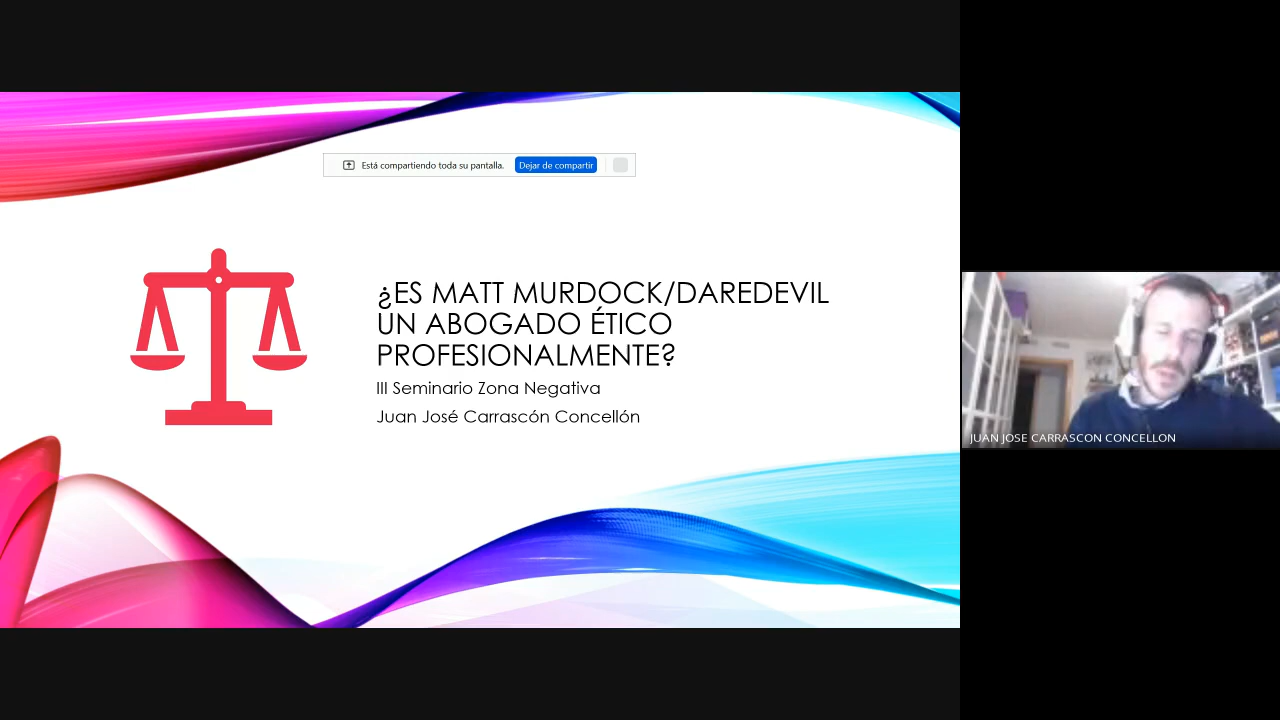 Está compartiendo toda su pantalla. Dejar de compartir
¿ES MATT MURDOCK/DAREDEVIL
UN ABOGADO ÉTICO
PROFESIONALMENTE?
III Seminario Zona Negativa
Juan José Carrascón Concellón
JUAN JOSE CARRASCON CONCELLON